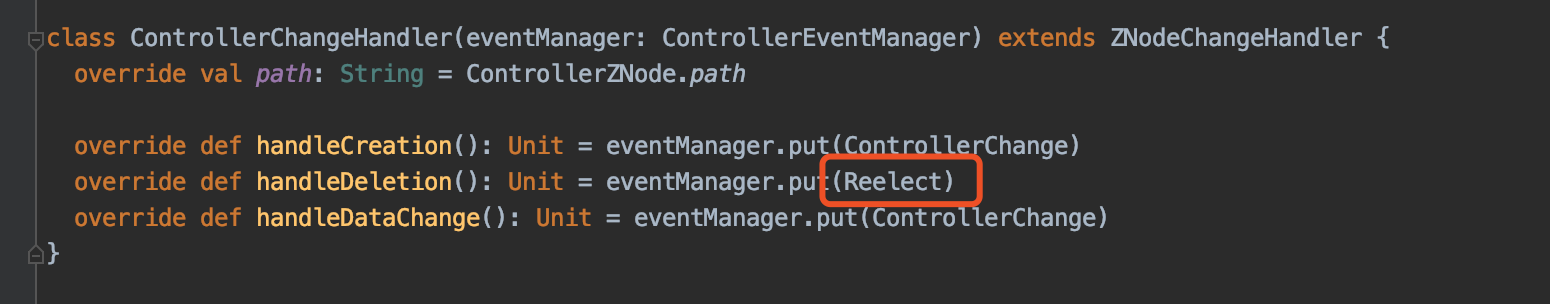 class ControllerChangeHandler(eventManager: ControllerEventManager) extends ZNodeChangeHandler {
override val path: String = ControllerZNode.path
override def handleCreation(): Unit = eventManager.put(ControllerChange)
override def handleDeletion(): Unit = eventManager.put(Reelect)
override def handleDataChange(): Unit = eventManager.put(ControllerChange)
}